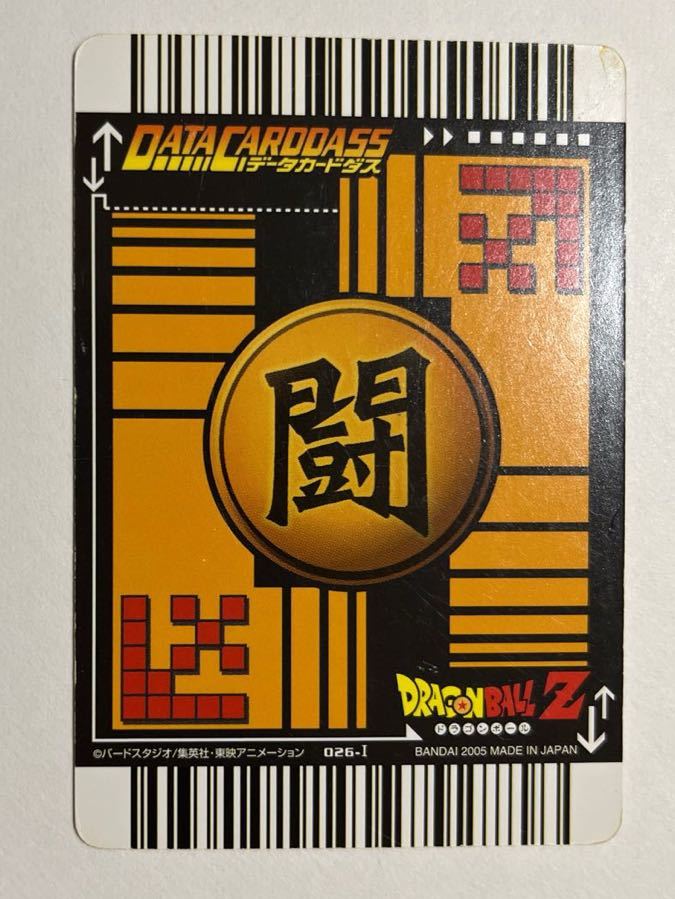 DATA CARDDASS
データカードダス
闘
DRAGON BALL Z
ドラゴンボール
©バードスタジオ/集英社・東映アニメーション 026-I BANDAI 2005 MADE IN JAPAN